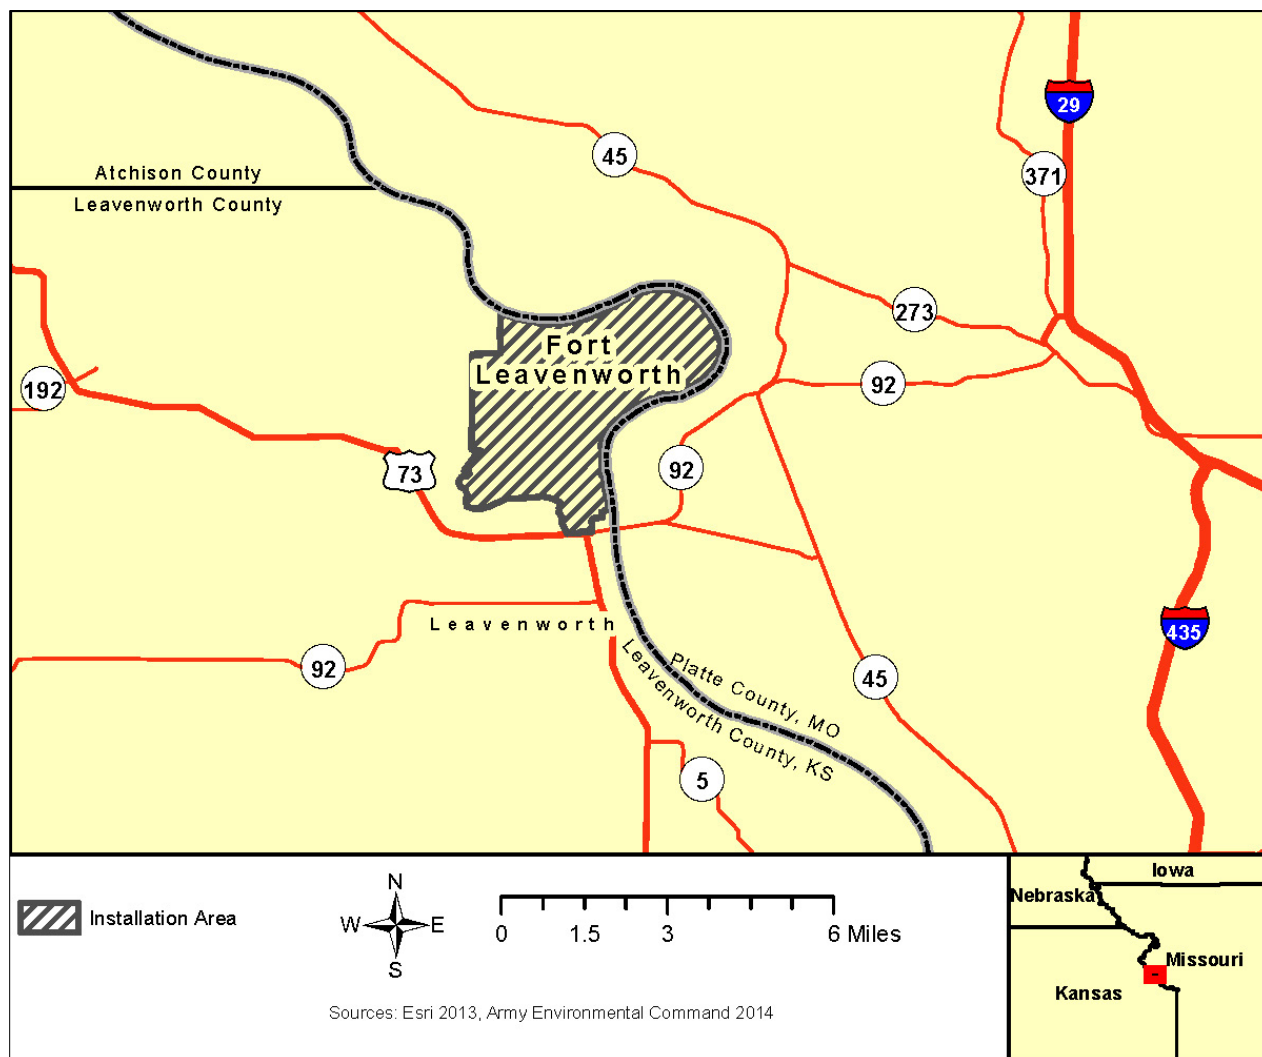 29
45
371
Atchison County
Leavenworth County
273
Fort
Leavenworth
192
92
73
92
Leavenworth
435
92
Platte County, MO
Leavenworth County, KS
45
5
Installation Area
N
W E
S
0 1.5 3 6 Miles
Sources: Esri 2013, Army Environmental Command 2014
Iowa
Nebraska
Missouri
Kansas